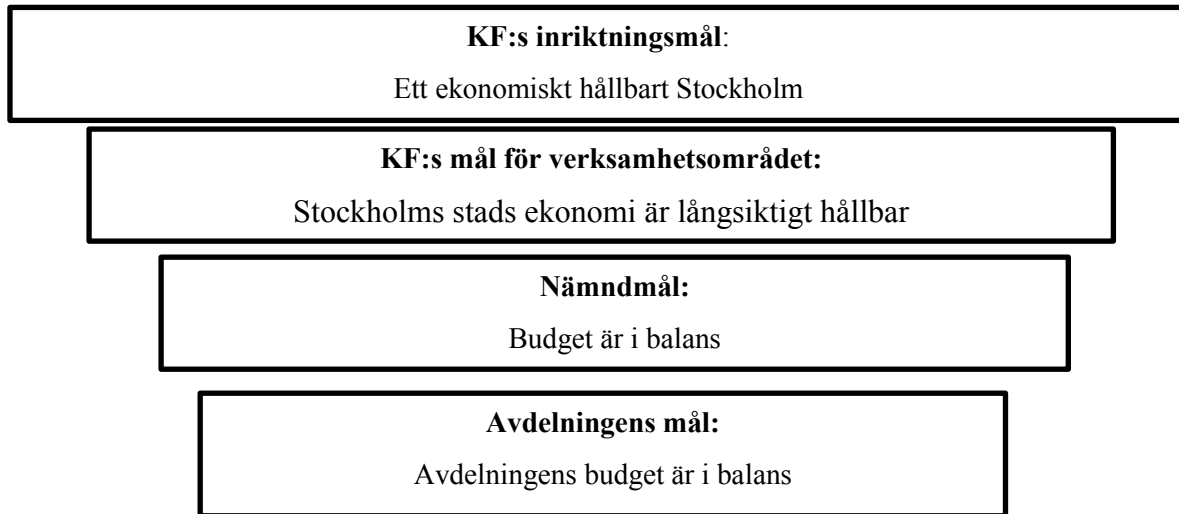 KF:s inriktningsmål:
Ett ekonomiskt hållbart Stockholm
KF:s mål för verksamhetsområdet:
Stockholms stads ekonomi är långsiktigt hållbar
Nämndmål:
Budget är i balans
Avdelningens mål:
Avdelningens budget är i balans